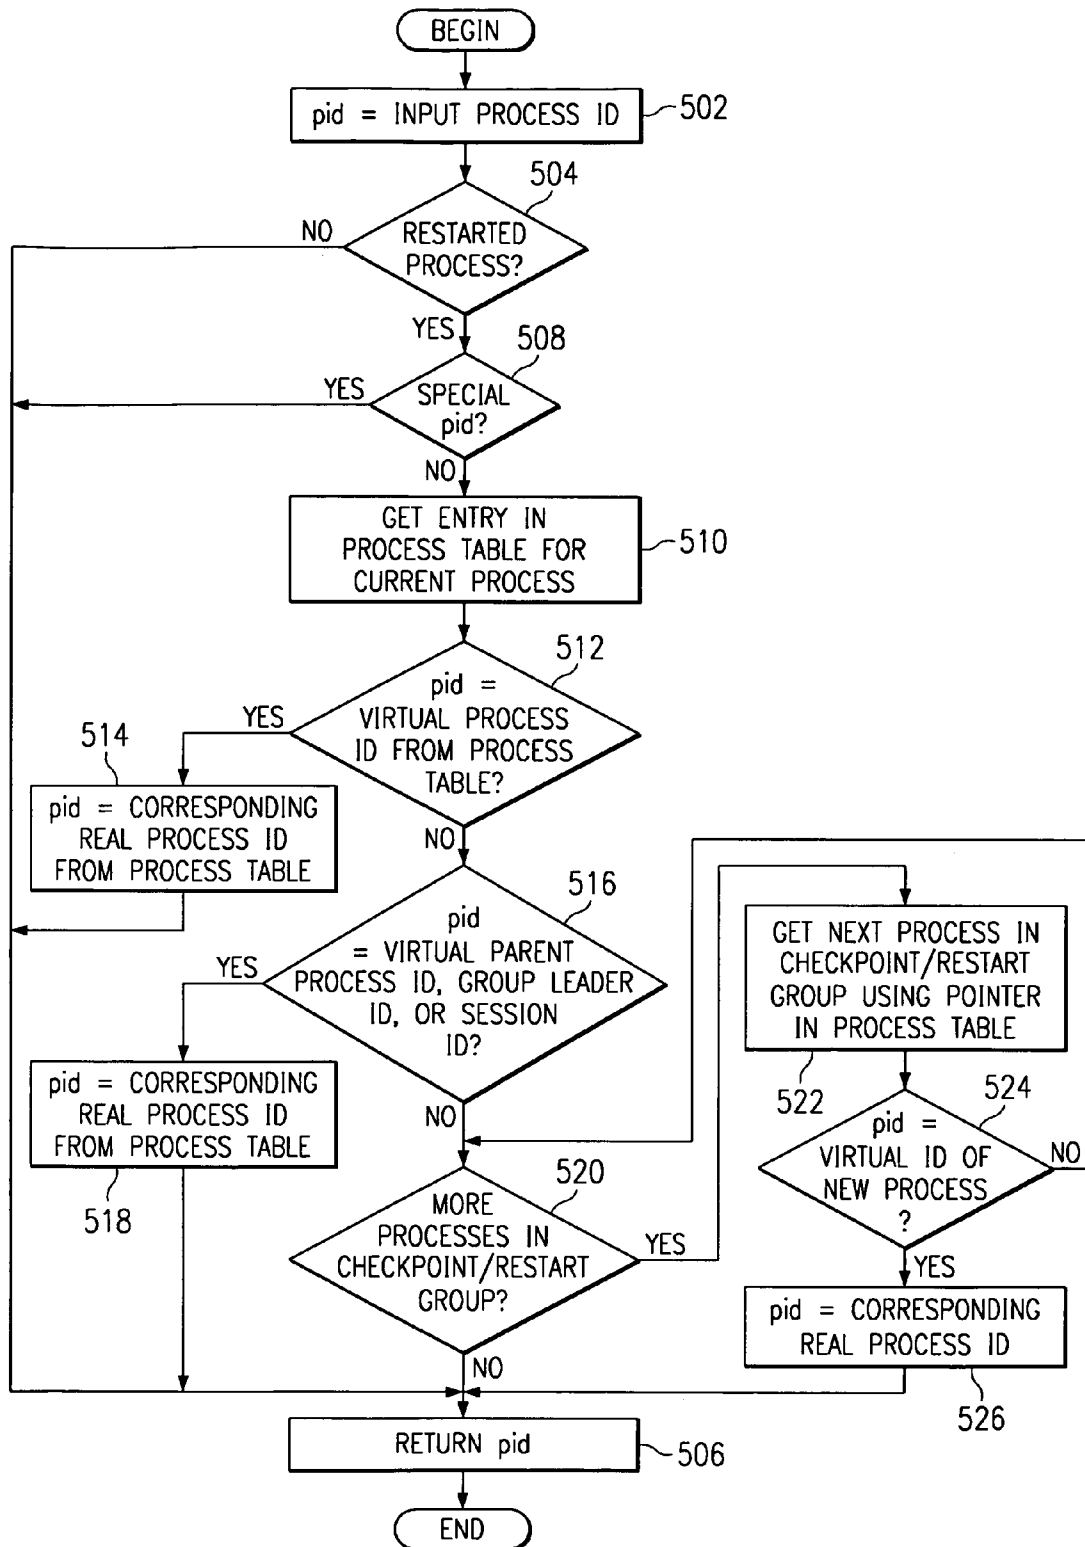 BEGIN
pid = INPUT PROCESS ID
502
504
RESTARTED
PROCESS?
NO
YES
508
SPECIAL
pid?
YES
NO
GET ENTRY IN
PROCESS TABLE FOR
CURRENT PROCESS
510
512
pid =
VIRTUAL PROCESS
ID FROM PROCESS
TABLE?
YES
514
pid = CORRESPONDING
REAL PROCESS ID
FROM PROCESS TABLE
NO
516
pid
= VIRTUAL PARENT
PROCESS ID, GROUP LEADER
ID, OR SESSION
ID?
YES
pid = CORRESPONDING
REAL PROCESS ID
FROM PROCESS TABLE
518
NO
520
MORE
PROCESSES IN
CHECKPOINT/RESTART
GROUP?
YES
GET NEXT PROCESS IN
CHECKPOINT/RESTART
GROUP USING POINTER
IN PROCESS TABLE
522
524
pid =
VIRTUAL ID OF
NEW PROCESS
?
NO
YES
pid = CORRESPONDING
REAL PROCESS ID
526
NO
RETURN pid
506
END